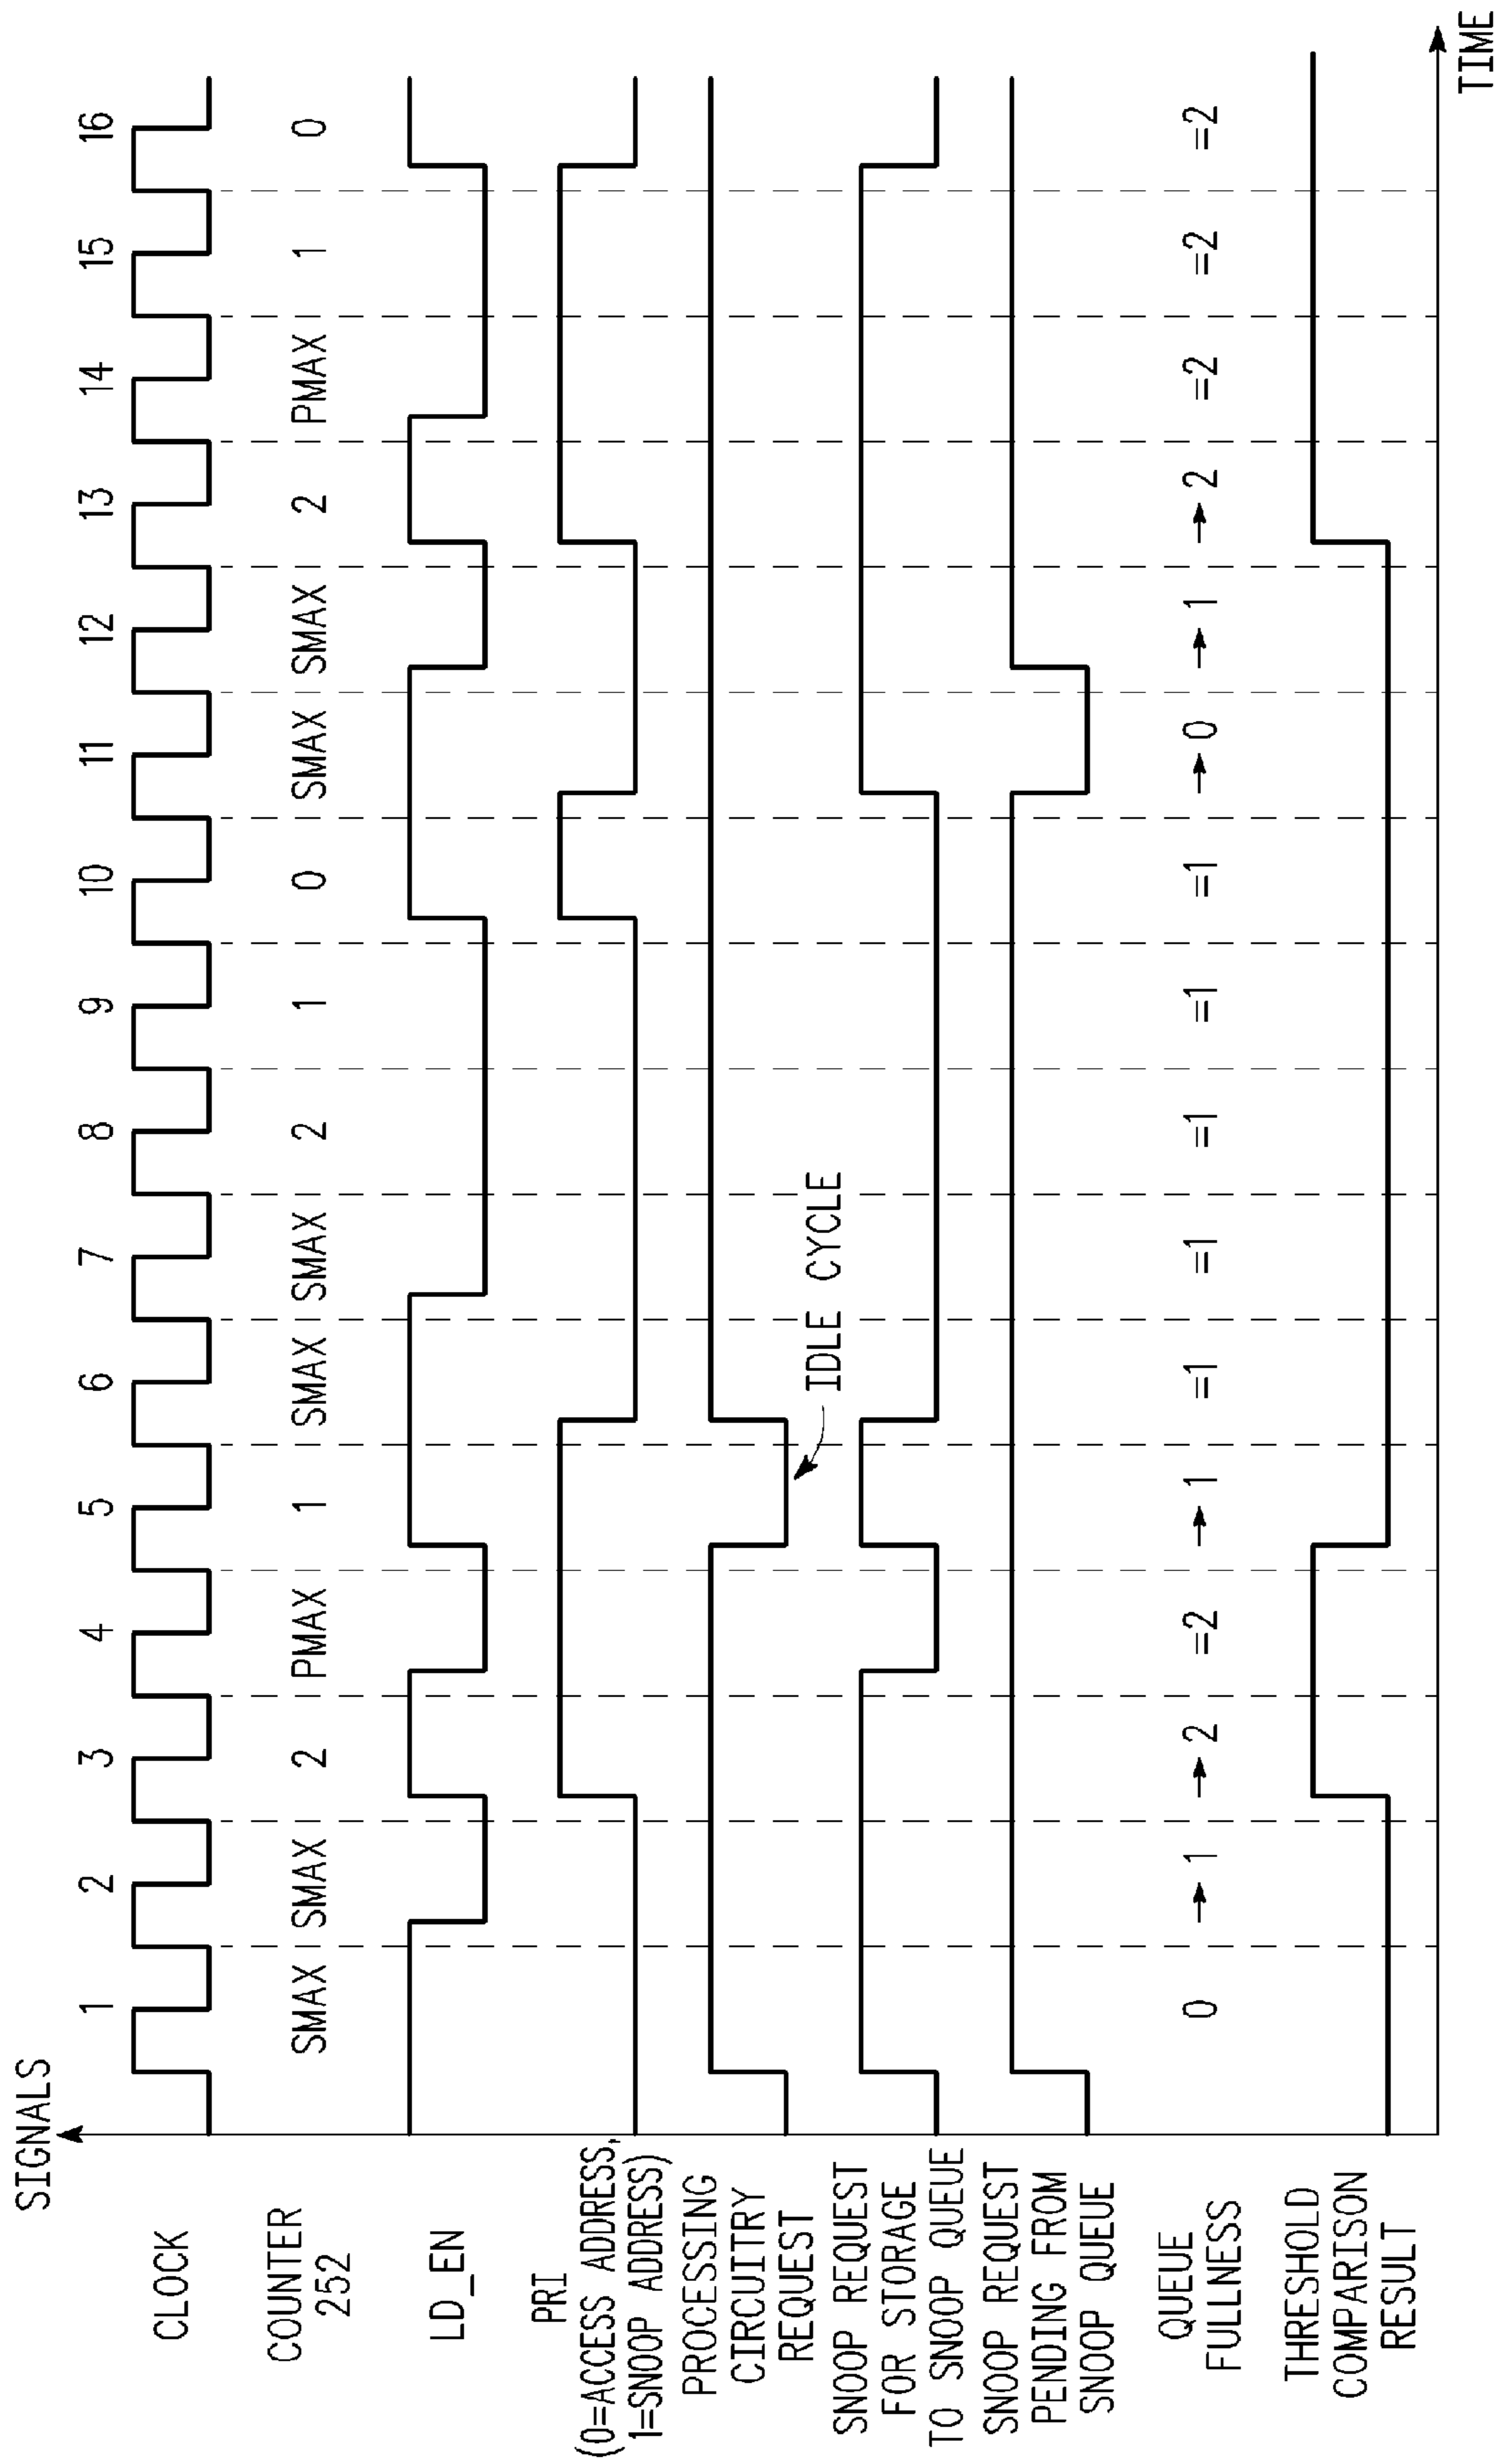 SIGNALS
1 2 3 4 5 6 7 8 9 10 11 12 13 14 15 16
CLOCK
COUNTER
252
SMAX SMAX 2 PMAX 1 SMAX SMAX 2 1 0 SMAX SMAX 2 PMAX 1 0
LD_EN
PRI
(0=ACCESS ADDRESS,
1=SNOOP ADDRESS)
PROCESSING
CIRCUITRY
REQUEST
IDLE CYCLE
SNOOP REQUEST
FOR STORAGE
TO SNOOP QUEUE
SNOOP REQUEST
PENDING FROM
SNOOP QUEUE
QUEUE
FULLNESS
0 → 1 → 2 =2 → 1 =1 =1 =1 =1 =1 → 0 → 1 → 2 =2 =2 =2
THRESHOLD
COMPARISON
RESULT
TIME